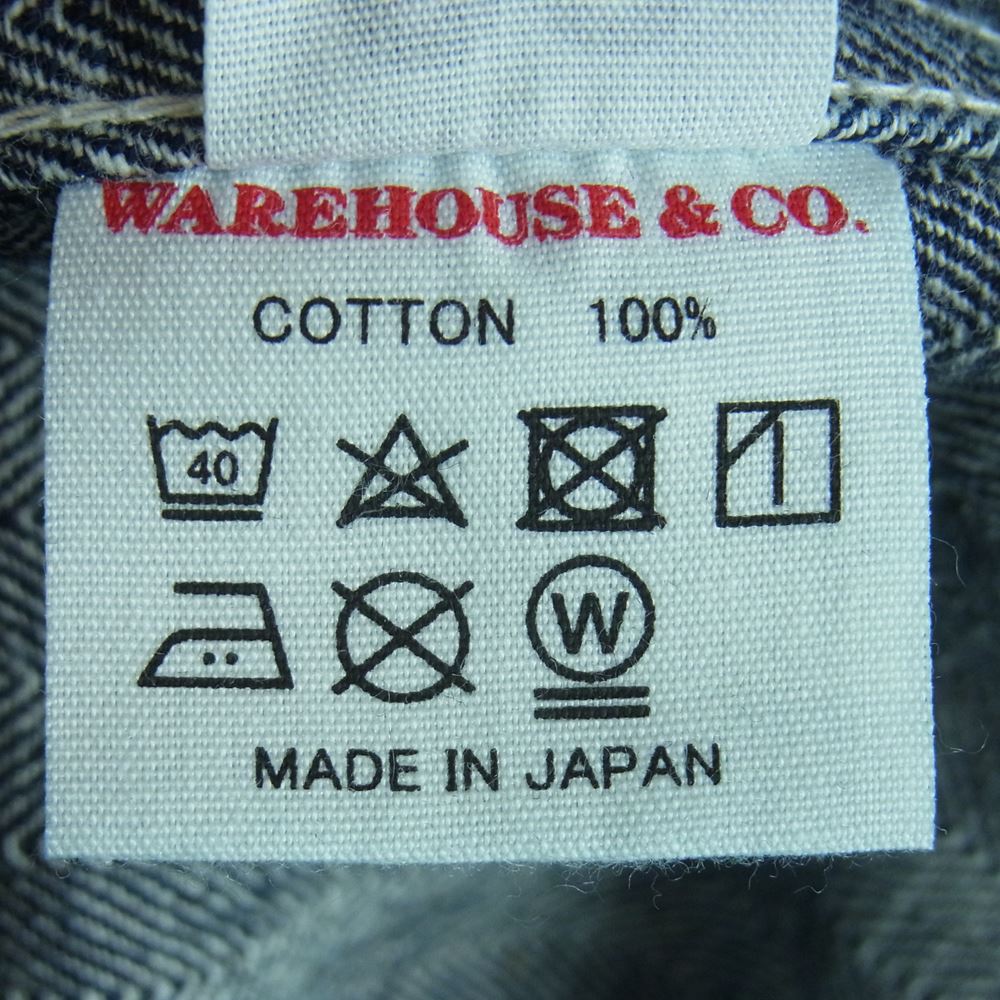 WAREHOUSE & CO.
COTTON 100%
40
W
MADE IN JAPAN